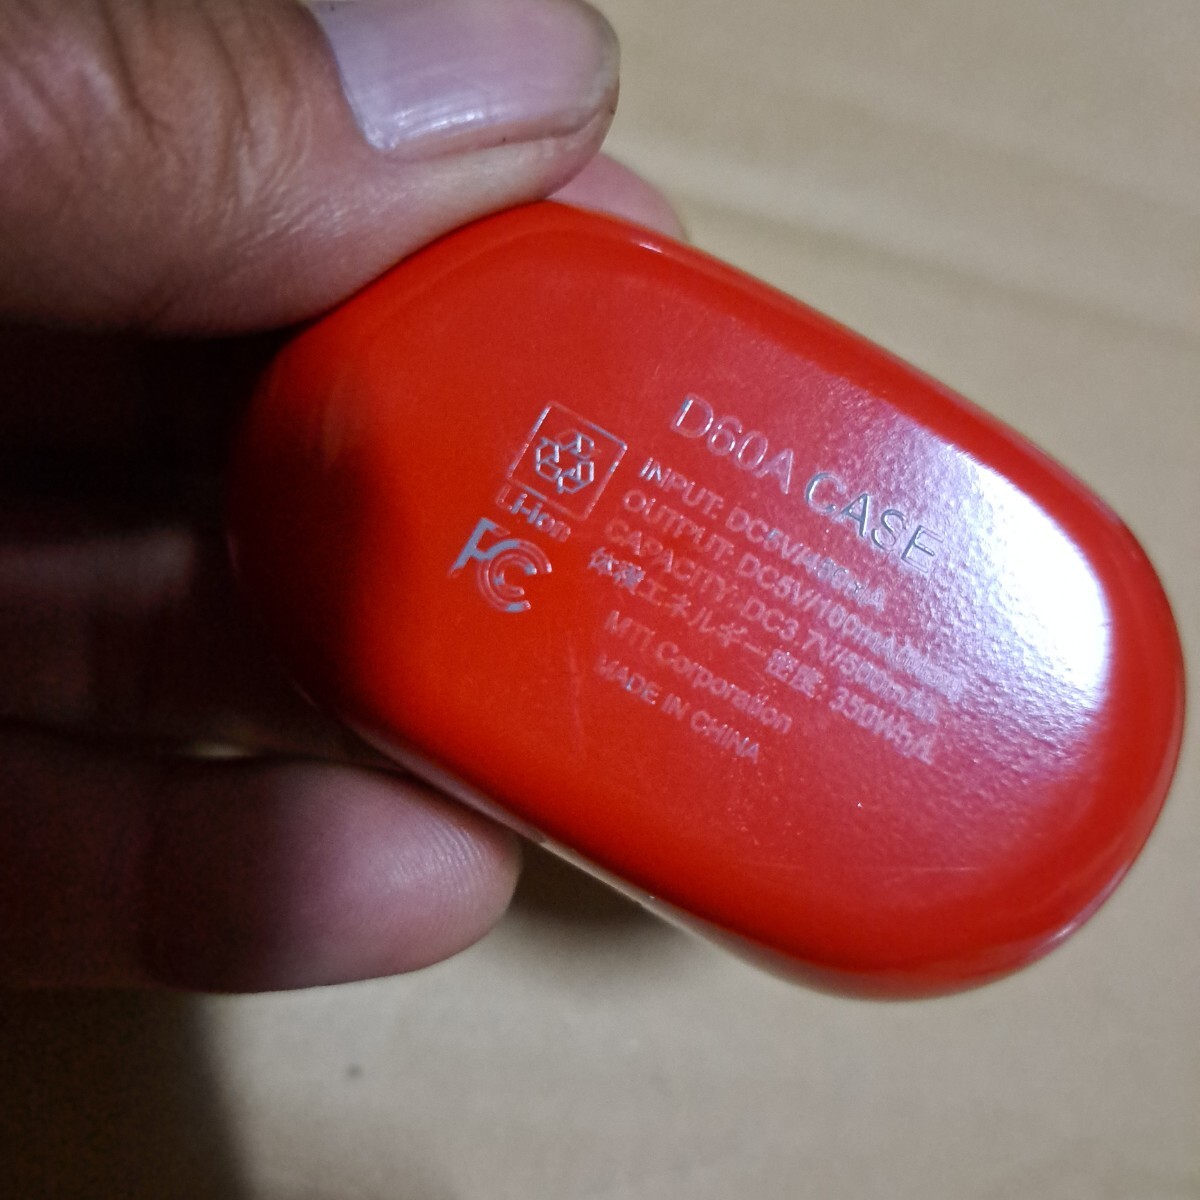 D60A CASE
INPUT: DC5V/400mA
OUTPUT: DC5V/100mA
CAPACITY: DC3.7V/500mAh
体積エネルギー密度: 350Wh/L
MTI Corporation
MADE IN CHINA
Li-ion
FC